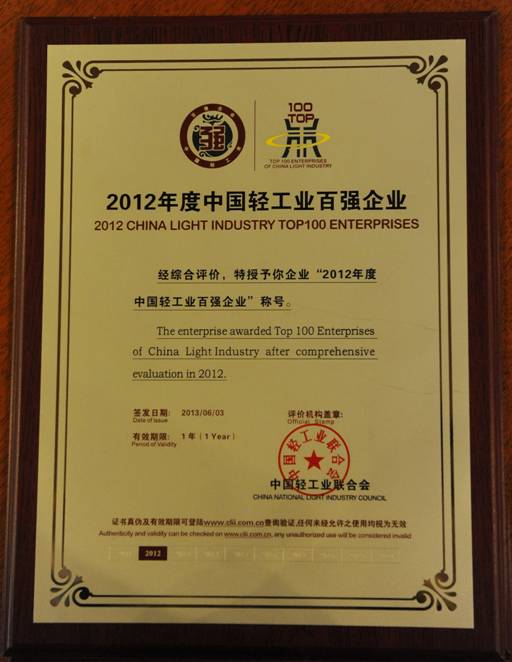 强
100
TOP
TOP 100 ENTERPRISES
OF CHINA LIGHT INDUSTRY
2012年度中国轻工业百强企业
2012 CHINA LIGHT INDUSTRY TOP100 ENTERPRISES
经综合评价，特授予你企业“2012年度
中国轻工业百强企业”称号。
The enterprise awarded Top 100 Enterprises
of China Light Industry after comprehensive
evaluation in 2012.
签发日期: 2013/06/03
Date of Issue
有效期限: 1 年 ( 1 Year )
Period of Validity
评价机构盖章:
Official Stamp
中国轻工业联合会
中国轻工业联合会
CHINA NATIONAL LIGHT INDUSTRY COUNCIL
证书真伪及有效期限可登陆www.clii.com.cn查询验证,任何未经允许之使用均视为无效
Authenticity and validity can be checked on www.clii.com.cn, any unauthorized use will be considered invalid
2012